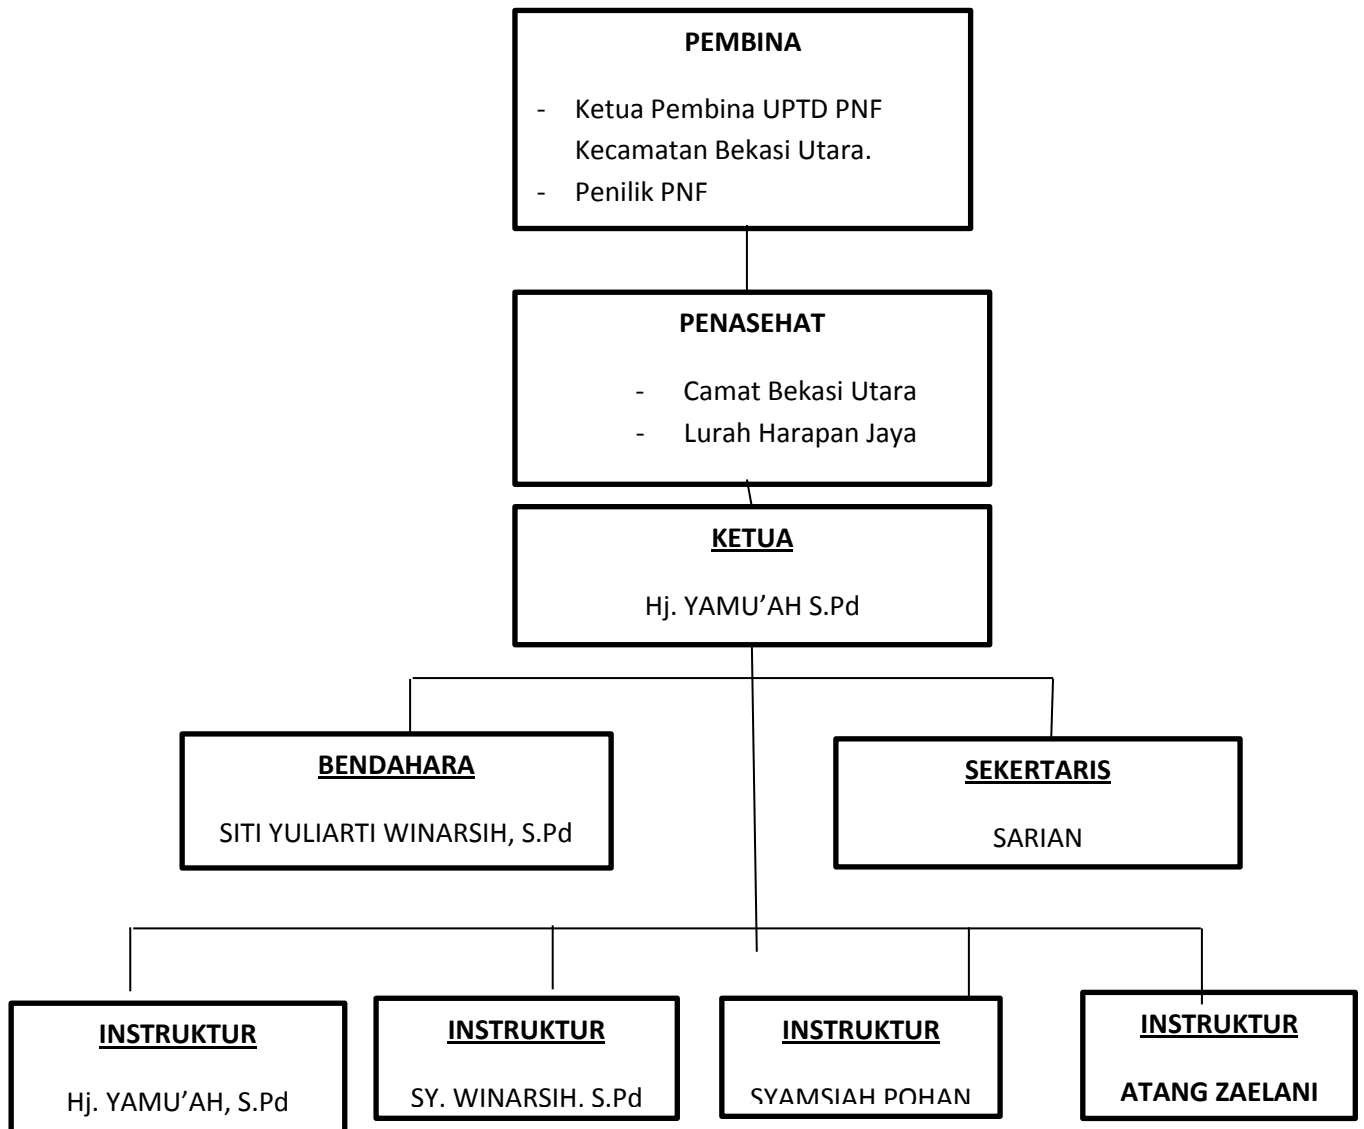 PEMBINA
- Ketua Pembina UPTD PNF
Kecamatan Bekasi Utara.
- Penilik PNF
PENASEHAT
- Camat Bekasi Utara
- Lurah Harapan Jaya
KETUA
Hj. YAMU’AH S.Pd
BENDAHARA
SITI YULIARTI WINARSIH, S.Pd
SEKERTARIS
SARIAN
INSTRUKTUR
Hj. YAMU’AH, S.Pd
INSTRUKTUR
SY. WINARSIH. S.Pd
INSTRUKTUR
SYAMSIAH POHAN
INSTRUKTUR
ATANG ZAELANI